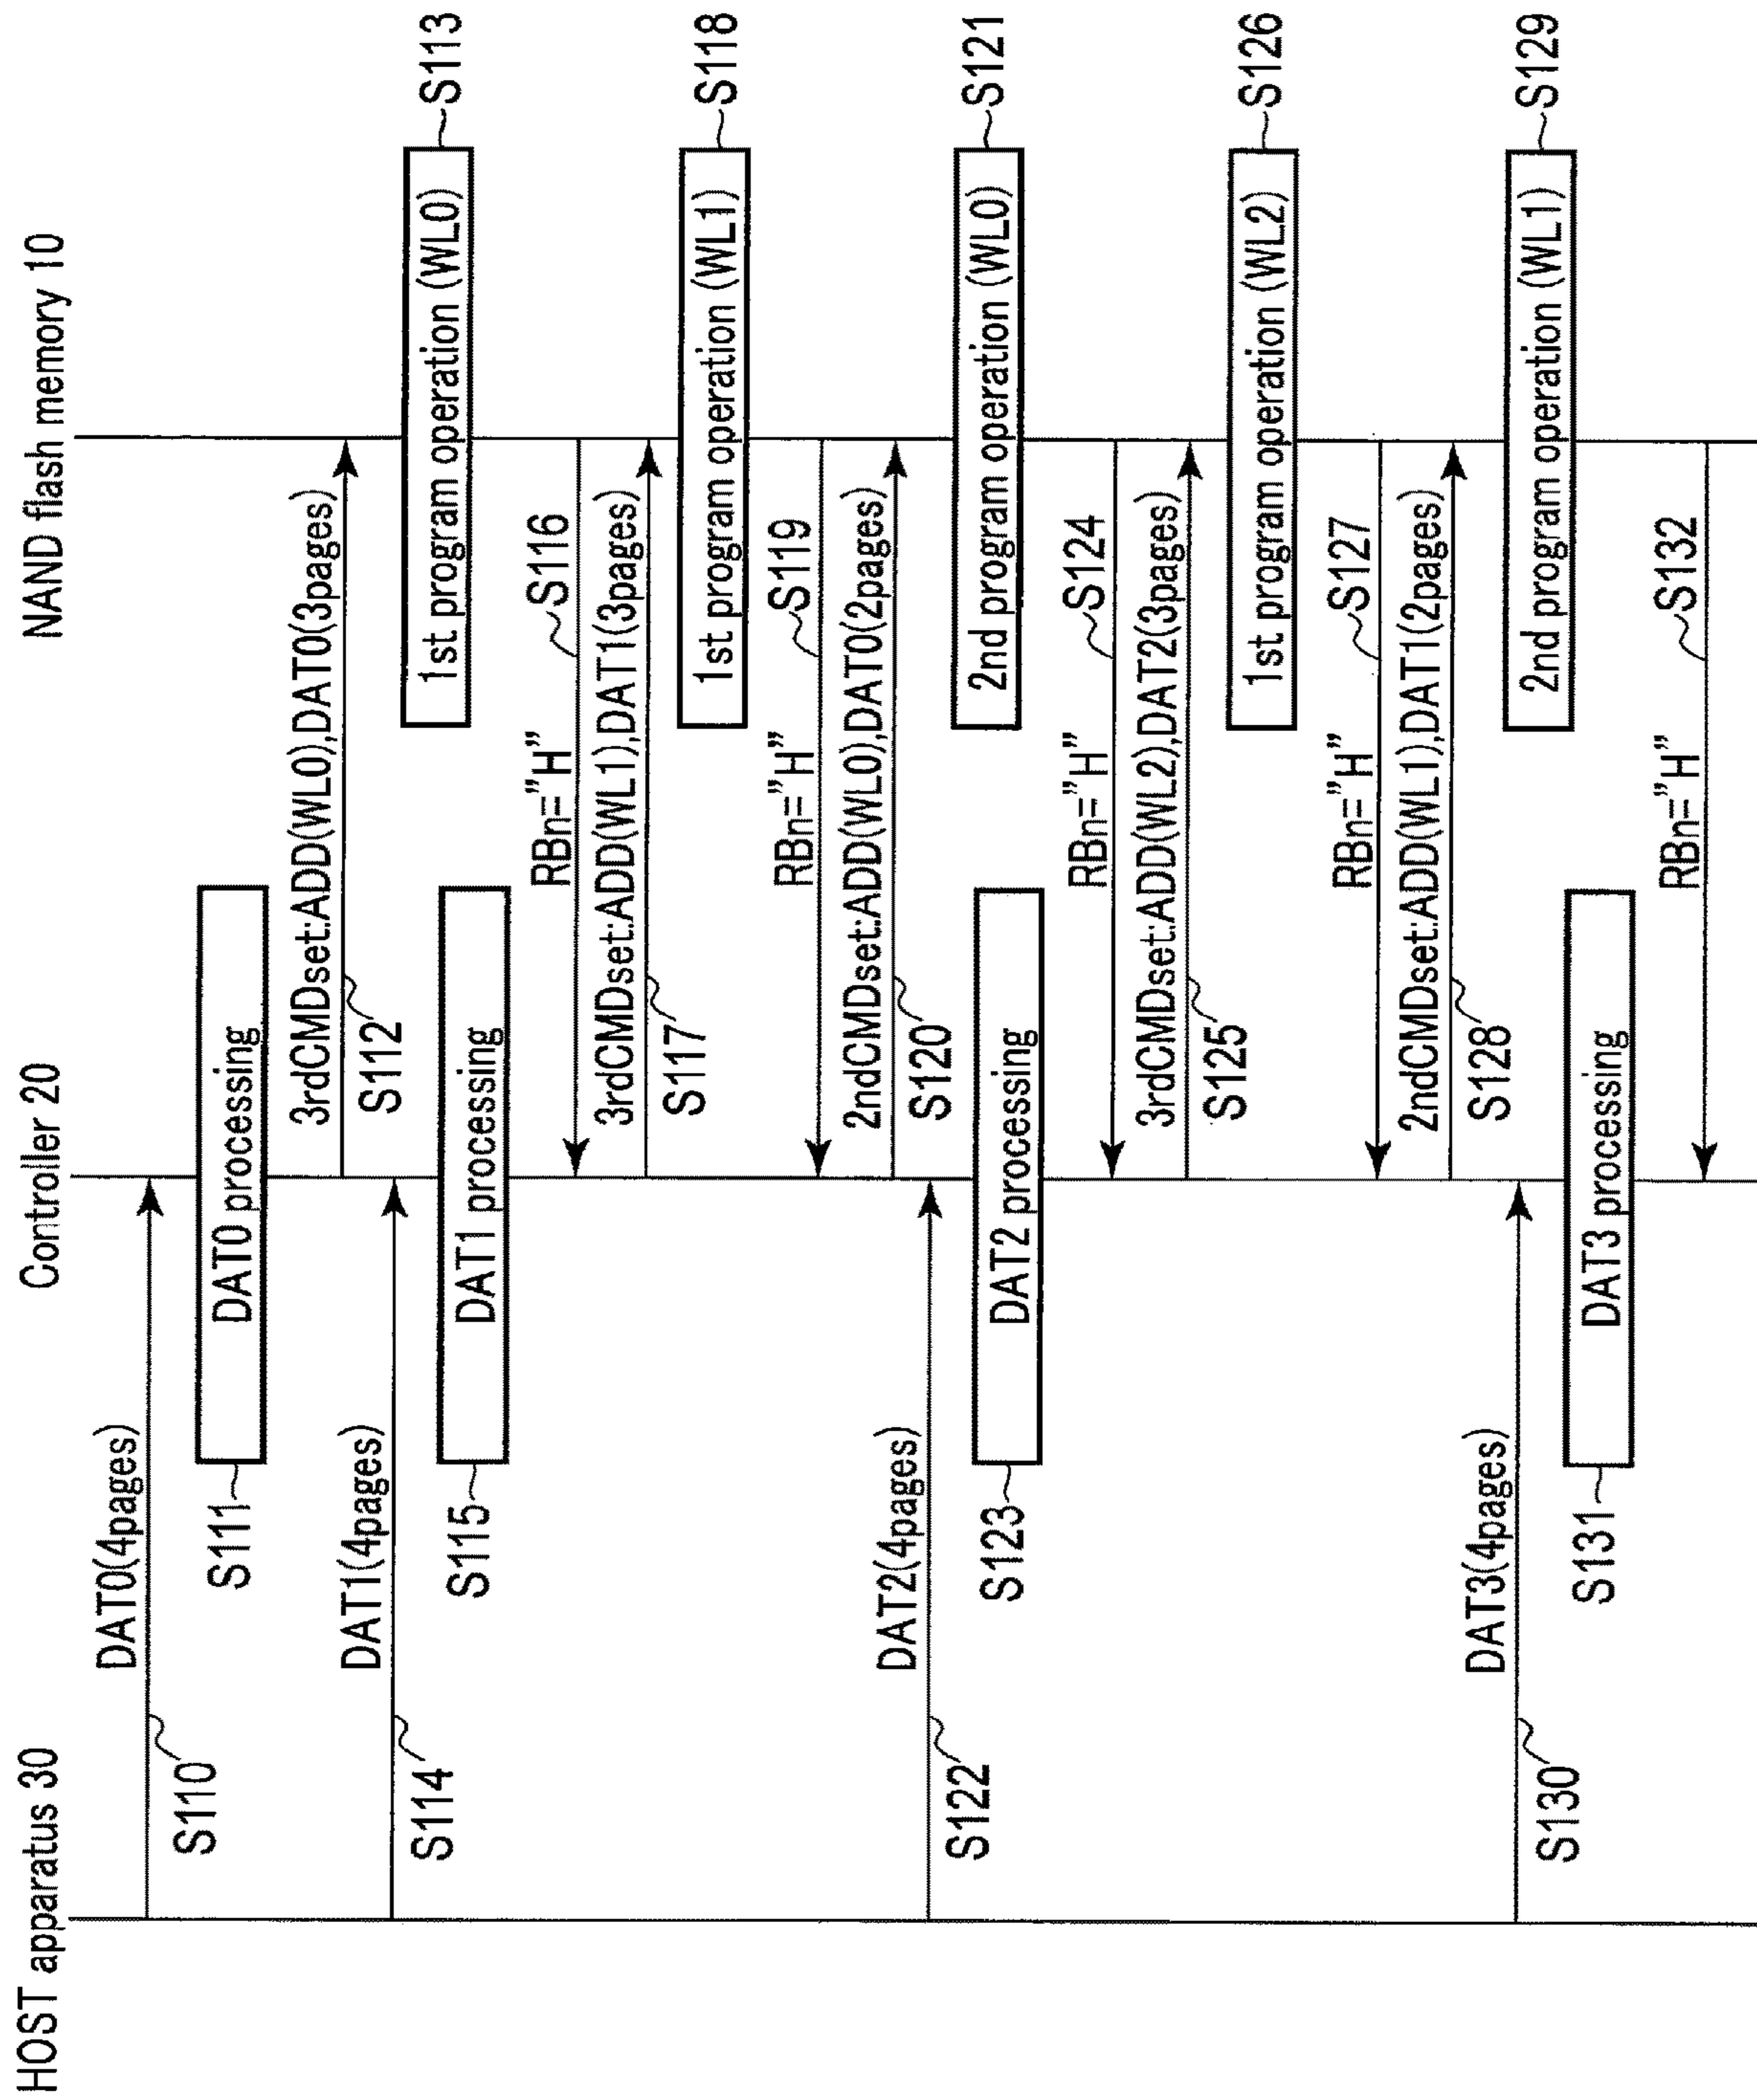 HOST apparatus 30
Controller 20
NAND flash memory 10
DAT0(4pages)
S110
DAT0 processing
S111
3rdCMDset:ADD(WL0),DAT0(3pages)
S112
1st program operation (WL0)
S113
DAT1(4pages)
S114
DAT1 processing
S115
RBn="H"
S116
3rdCMDset:ADD(WL1),DAT1(3pages)
S117
1st program operation (WL1)
S118
RBn="H"
S119
2ndCMDset:ADD(WL0),DAT0(2pages)
S120
2nd program operation (WL0)
S121
DAT2(4pages)
S122
DAT2 processing
S123
RBn="H"
S124
3rdCMDset:ADD(WL2),DAT2(3pages)
S125
1st program operation (WL2)
S126
RBn="H"
S127
2ndCMDset:ADD(WL1),DAT1(2pages)
S128
2nd program operation (WL1)
S129
DAT3(4pages)
S130
DAT3 processing
S131
RBn="H"
S132